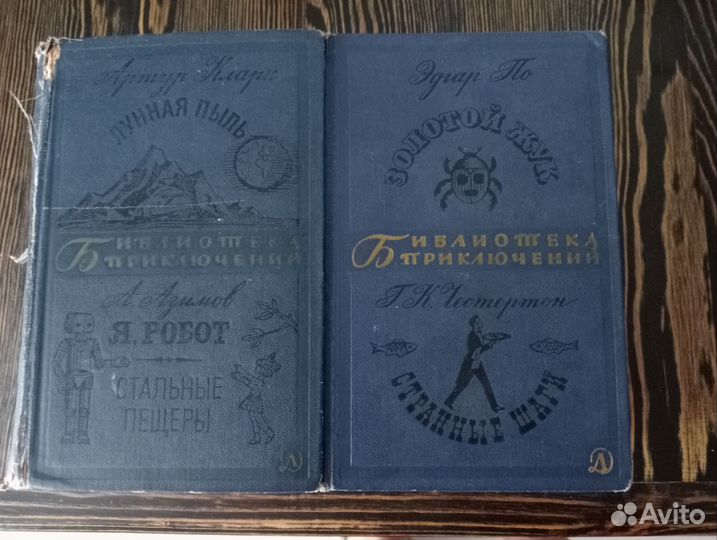 Артур Кларк
ЛУННАЯ ПЫЛЬ
БИБЛИОТЕКА
ПРИКЛЮЧЕНИЙ
А. Азимов
Я, РОБОТ
СТАЛЬНЫЕ
ПЕЩЕРЫ
Д
Эдгар По
ЗОЛОТОЙ ЖУК
БИБЛИОТЕКА
ПРИКЛЮЧЕНИЙ
Г. К. Честертон
СТРАННЫЕ ШАГИ
Д
Avito